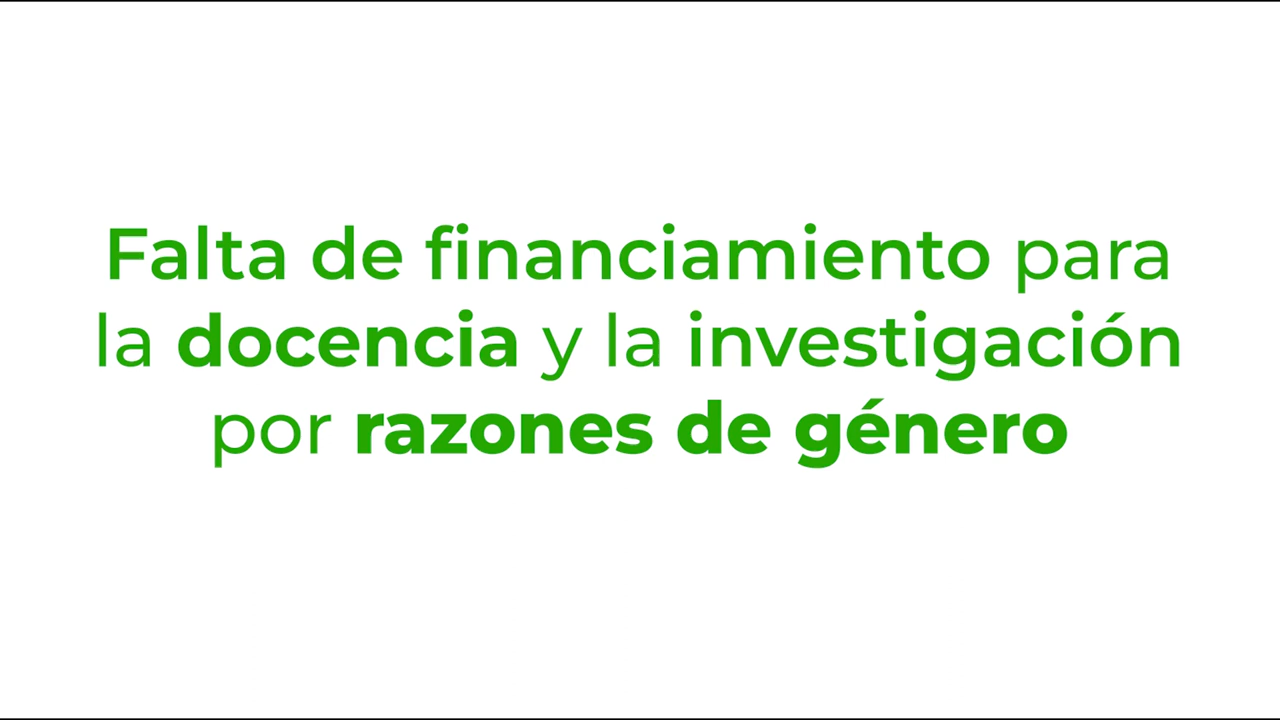 Falta de financiamiento para
la docencia y la investigación
por razones de género